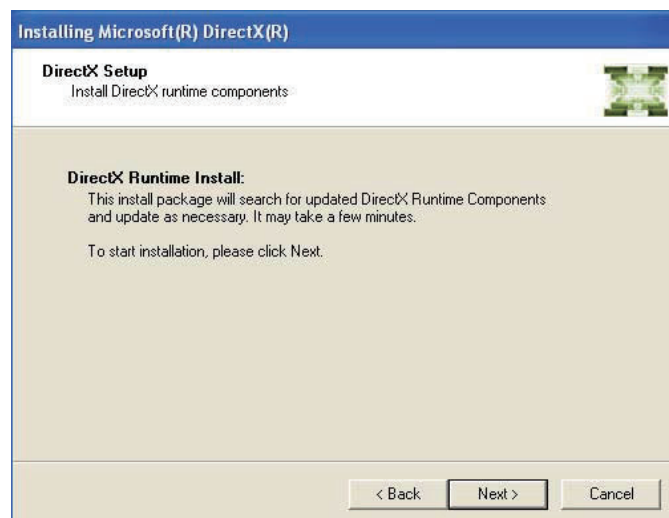 Installing Microsoft(R) DirectX(R)
DirectX Setup
Install DirectX runtime components
DirectX Runtime Install:
This install package will search for updated DirectX Runtime Components
and update as necessary. It may take a few minutes.
To start installation, please click Next.
< Back
Next >
Cancel